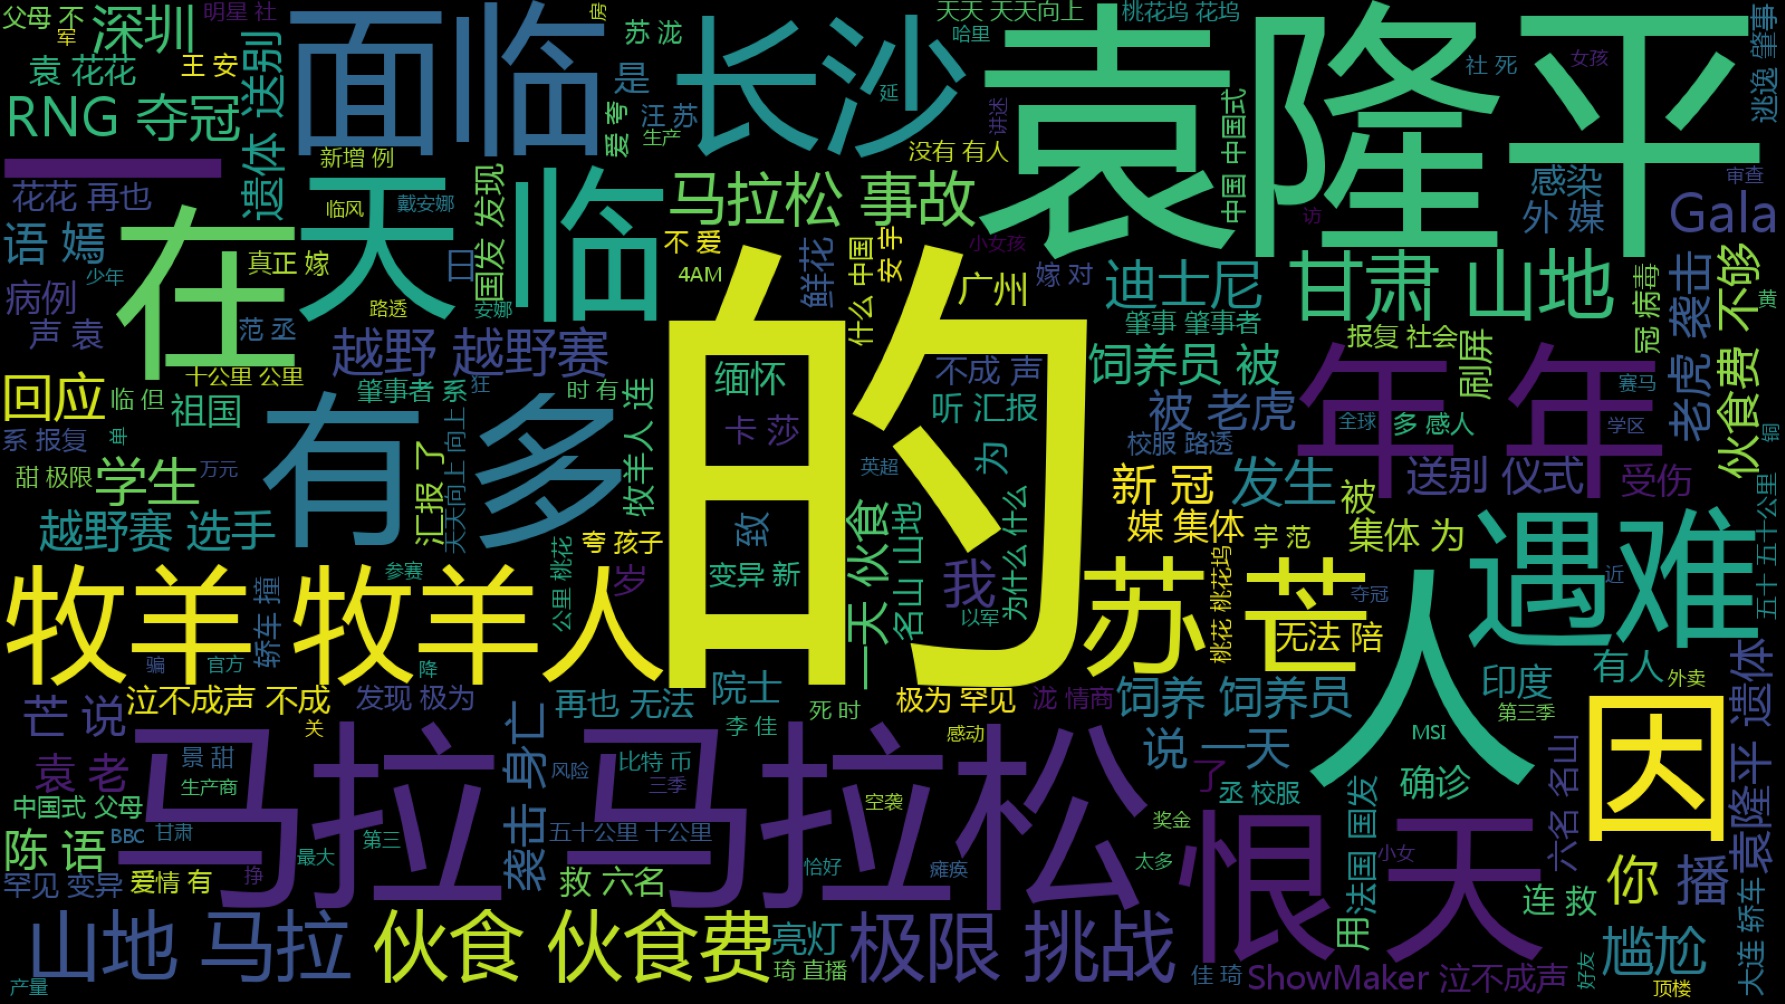 父母 不
明星 社
深圳
军
袁 花花
王 安
RNG 夺冠
送别
遗体
面临
房
苏 泷
是
汪 苏
爱 夸
生产
长沙
延
天天 天天向上
哈里
桃花坞 花坞
袁隆平
讲述
没有 有人
中国 中国式
社 死
女孩
肇事
逃逸
一
新增 例
花花 再也
语 嫣
少年
病例
声 袁
在
真正 嫁
范 丞
十公里 公里
天
临风
戴安娜
路透
口
安娜
国发 发现
临
马拉松 事故
不 爱
4AM
鲜花
什么 中国
安 宇
小女孩
广州
嫁 对
迪士尼
肇事 肇事者
访
感染
外 媒
审查
Gala
甘肃 山地
冠 病毒
报复 社会
袭击
老虎
伙食费 不够
黄
越野 越野赛
回应
临 但
祖国
肇事者 系
狂
时 有
系 报复
单
甜 极限
万元
学生
越野赛 选手
有多
汇报 了
天天向上 向上
牧羊人 连
缅怀
卡 莎
的
不成 声
听 汇报
英超
为
饲养员 被
被 老虎
校服 路透
年 年
刷屏
全球
多 感人
赛马
学区
铜
新 冠
发生
被
送别 仪式
受伤
媒 集体
宇 范
集体 为
五十 五十公里
致
变异 新
一天 伙食
名山 山地
我
为什么 什么
以军
夸 孩子
岁
参赛
公里 桃花
牧羊 牧羊人
轿车 撞
骗
官方
降
苏芒
桃花 桃花坞
无法 陪
人
夺冠
近
遇难
有人
外卖
印度
第三季
遗体
袁隆平
芒 说
泣不成声 不成
关
发现 极为
身亡
袭击
再也 无法
院士
李 佳
死 时
极为 罕见
感动
泷 情商
饲养 饲养员
说 一天
了
MSI
确诊
因
袁 老
景 甜
生产商
中国式 父母
BBC
甘肃
第三
最大
陈 语
罕见 变异
爱情 有
挣
马拉 马拉松
风险
比特 币
三季
空袭
五十公里 十公里
恰好
瘫痪
救 六名
奖金
太多
丞 校服
小女
恨 天
法国 国发
用
六名 名山
连 救
你 播
大连 轿车
山地 马拉
伙食 伙食费
亮灯
琦 直播
极限 挑战
佳 琦
ShowMaker 泣不成声
尴尬
好友
顶楼
产量